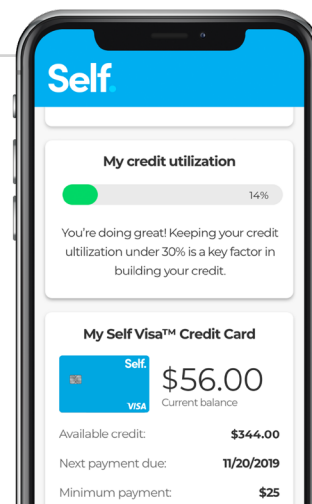 Self.
My credit utilization
14%
You're doing great! Keeping your credit
ultilization under 30% is a key factor in
building your credit.
My Self Visa™ Credit Card
Self.
VISA
$56.00
Current balance
Available credit: $344.00
Next payment due: 11/20/2019
Minimum payment: $25